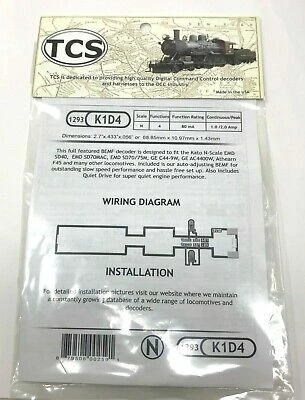 TCS
TCS is dedicated to providing high quality Digital Command Control decoders
and harnesses to the DCC industry.
Made in the USA
1293 K1D4
Scale Functions Function Rating Continuous/Peak
N 4 80 mA 1.0 /2.0 Amp
Dimensions: 2.7"x.433"x.056" or 68.85mm x 10.97mm x 1.43mm
This full featured BEMF decoder is designed to fit the Kato N-Scale EMD
SD40, EMD SD70MAC, EMD SD70/75M, GE C44-9W, GE AC4400W, Athearn
F45 and many other locomotives. Included is our auto-adjusting BEMF for
outstanding slow speed performance and hassle free set up. Also includes
Quiet Drive for super quiet engine performance.
WIRING DIAGRAM
INSTALLATION
For detailed installation pictures visit our website where we maintain
a constantly growing database of a wide range of locomotives and
decoders.
N 1293 K1D4